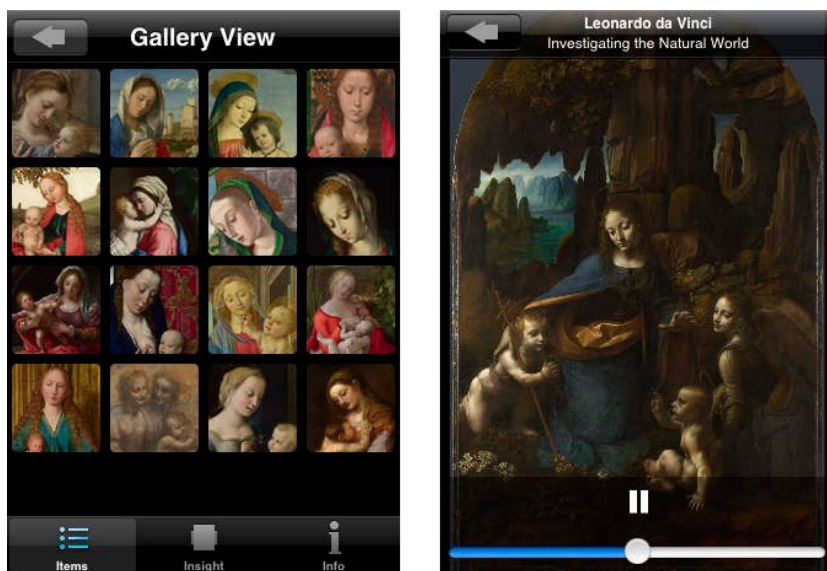 Gallery View
Items
Insight
Info
Leonardo da Vinci
Investigating the Natural World